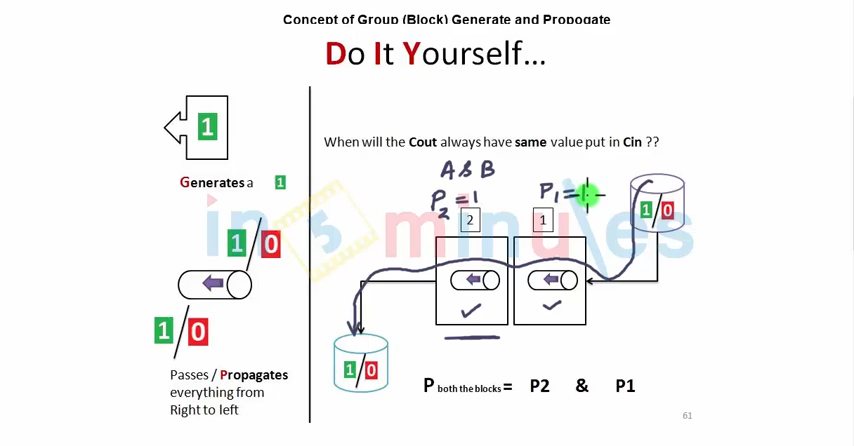 Concept of Group (Block) Generate and Propogate
Do It Yourself...
1
Generates a 1
1/0
1/0
Passes / Propagates
everything from
Right to left
When will the Cout always have same value put in Cin ??
A & B
P2 = 1
P1 = 1
2
1
1/0
in 5 minutes
1/0
P both the blocks = P2 & P1
61